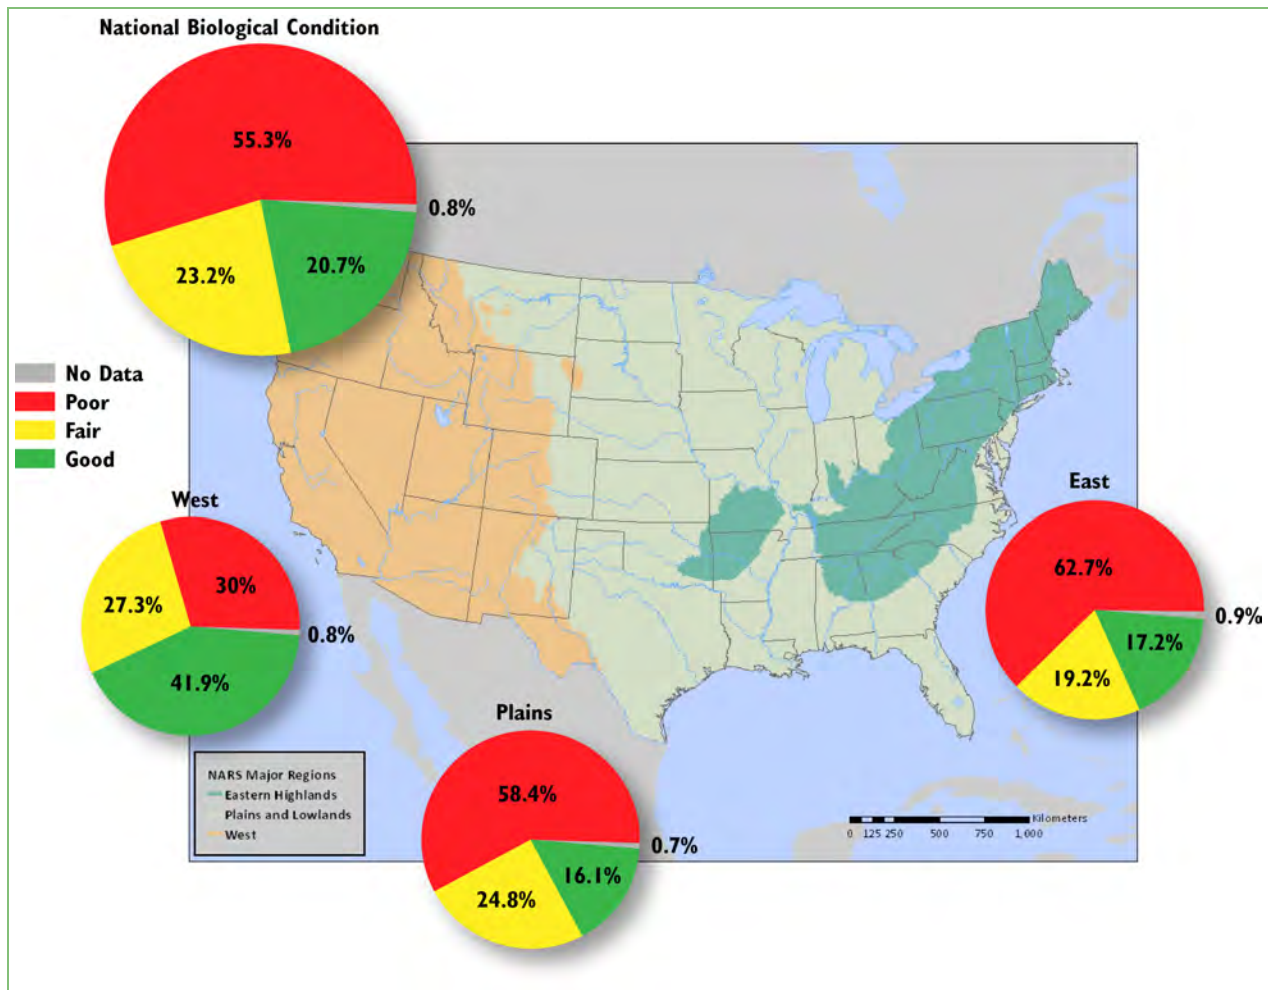 National Biological Condition
55.3%
0.8%
23.2%
20.7%
No Data
Poor
Fair
Good
West
30%
27.3%
0.8%
41.9%
East
62.7%
0.9%
17.2%
19.2%
Plains
58.4%
0.7%
16.1%
24.8%
NARS Major Regions
Eastern Highlands
Plains and Lowlands
West
Kilometers
0 125 250 500 750 1,000